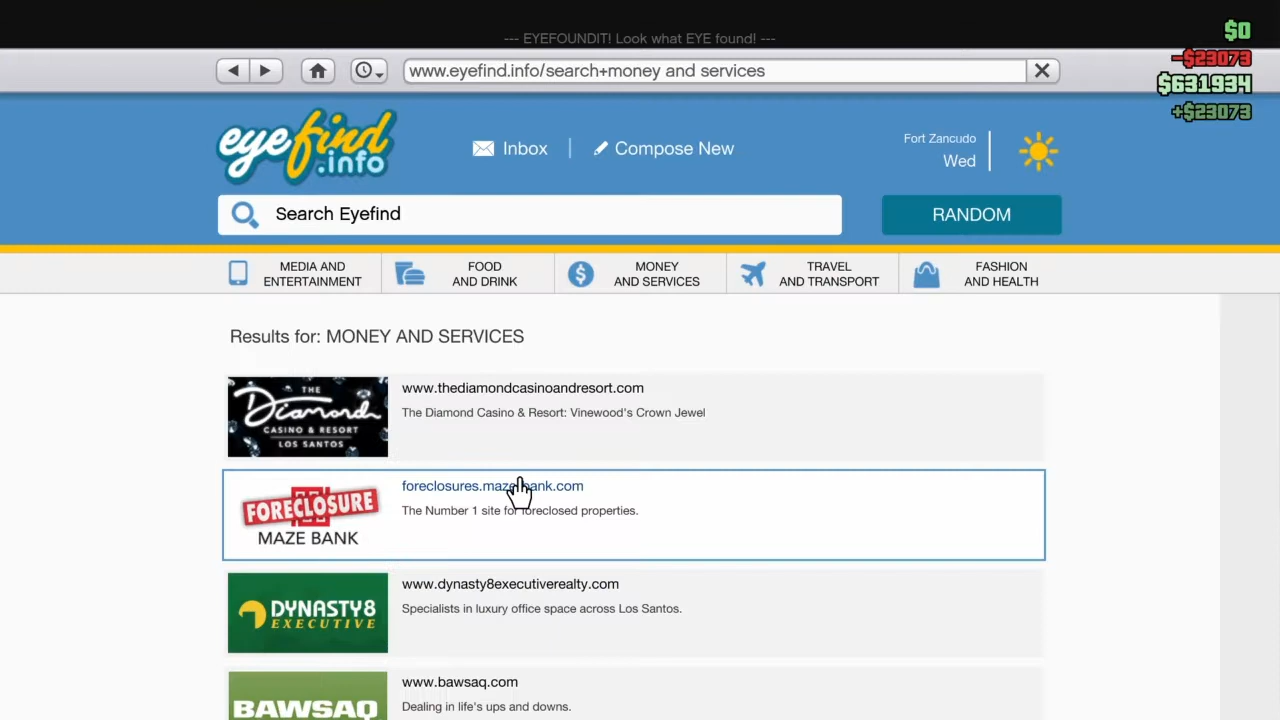 --- EYEFOUNDIT! Look what EYE found! ---
$0
-$23073
$631934
+$23073
www.eyefind.info/search+money and services
eyefind
.info
Inbox
Compose New
Fort Zancudo
Wed
Search Eyefind
RANDOM
MEDIA AND
ENTERTAINMENT
FOOD
AND DRINK
MONEY
AND SERVICES
TRAVEL
AND TRANSPORT
FASHION
AND HEALTH
Results for: MONEY AND SERVICES
THE
Diamond
CASINO & RESORT
LOS SANTOS
www.thediamondcasinoandresort.com
The Diamond Casino & Resort: Vinewood's Crown Jewel
FORECLOSURE
MAZE BANK
foreclosures.maze-bank.com
The Number 1 site for foreclosed properties.
DYNASTY8
EXECUTIVE
www.dynasty8executiverealty.com
Specialists in luxury office space across Los Santos.
BAWSAQ
www.bawsaq.com
Dealing in life's ups and downs.